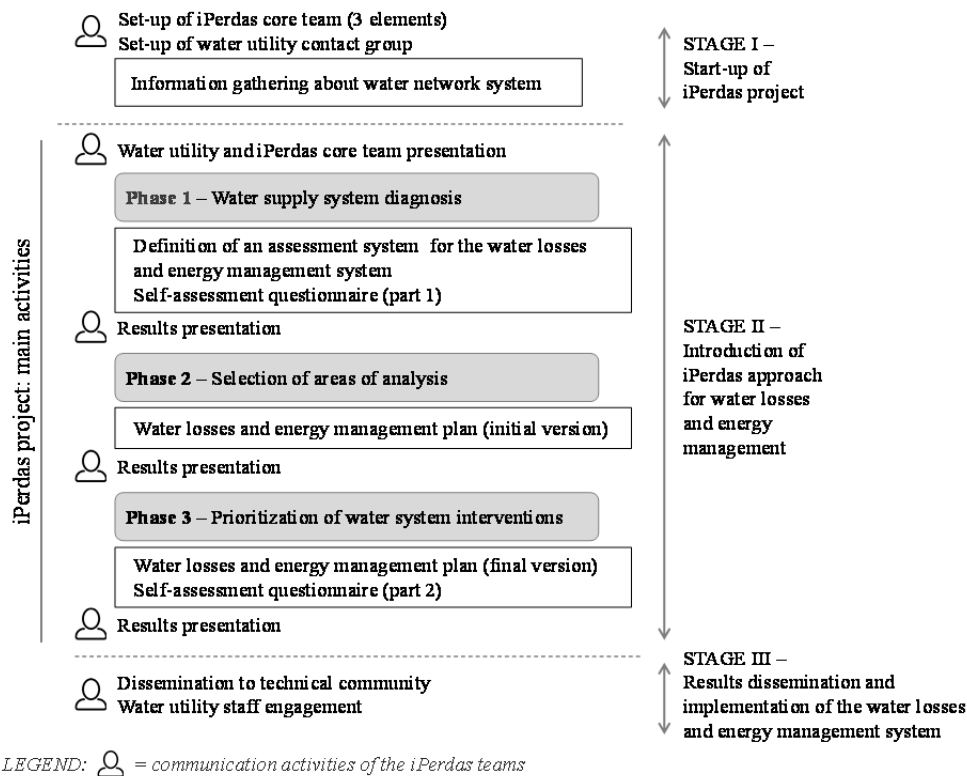 Set-up of iPerdas core team (3 elements)
Set-up of water utility contact group
Information gathering about water network system
STAGE I –
Start-up of
iPerdas project
iPerdas project: main activities
Water utility and iPerdas core team presentation
Phase 1 – Water supply system diagnosis
Definition of an assessment system for the water losses
and energy management system
Self-assessment questionnaire (part 1)
Results presentation
Phase 2 – Selection of areas of analysis
Water losses and energy management plan (initial version)
Results presentation
Phase 3 – Prioritization of water system interventions
Water losses and energy management plan (final version)
Self-assessment questionnaire (part 2)
Results presentation
STAGE II –
Introduction of
iPerdas approach
for water losses
and energy
management
Dissemination to technical community
Water utility staff engagement
STAGE III –
Results dissemination and
implementation of the water losses
and energy management system
LEGEND: = communication activities of the iPerdas teams